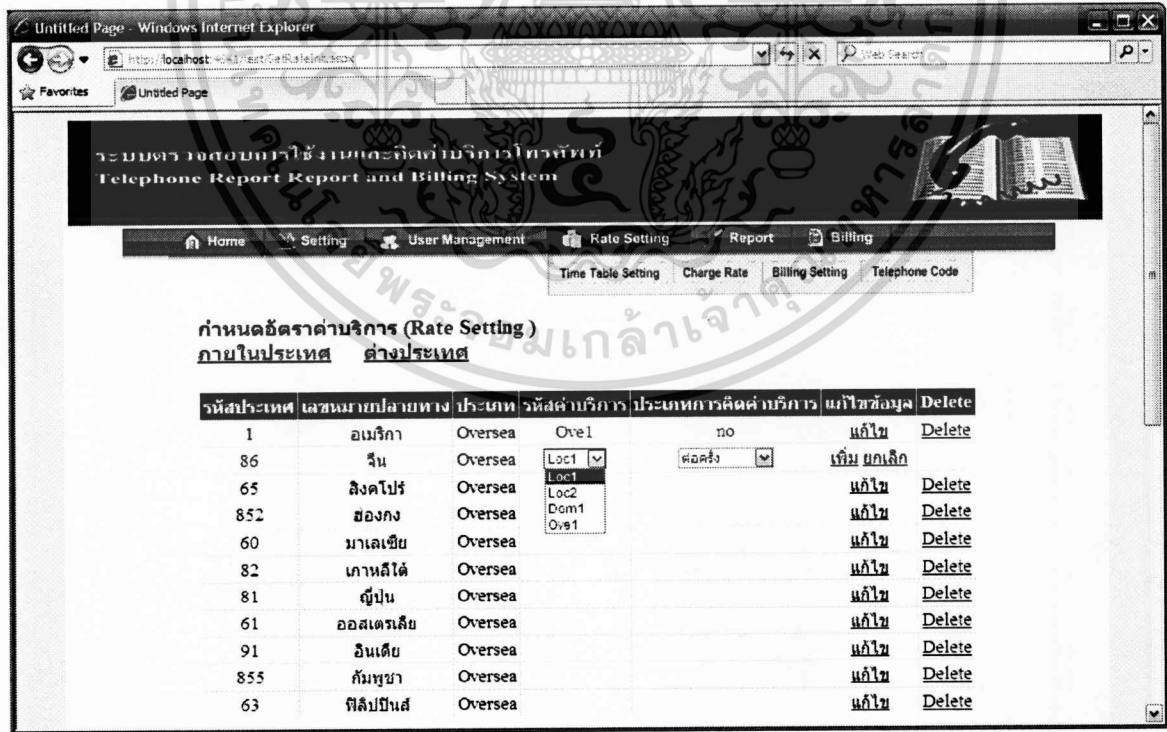 Untitled Page - Windows Internet Explorer
Web Search
Favorites Untitled Page
ระบบตรวจสอบการใช้งานและคิดค่าบริการโทรศัพท์
Telephone Report Report and Billing System
Home Setting User Management Rate Setting Report Billing
Time Table Setting Charge Rate Billing Setting Telephone Code
กำหนดอัตราค่าบริการ (Rate Setting )
ภายในประเทศ ต่างประเทศ
รหัสประเทศ เลขหมายปลายทาง ประเภท รหัสค่าบริการ ประเภทการคิดค่าบริการ แก้ไขข้อมูล Delete
1 อเมริกา Oversea Ove1 no แก้ไข Delete
86 จีน Oversea Loc1 ต่อครั้ง เพิ่ม ยกเลิก
Loc1
Loc2
Dom1
Ove1
65 สิงคโปร์ Oversea แก้ไข Delete
852 ฮ่องกง Oversea แก้ไข Delete
60 มาเลเซีย Oversea แก้ไข Delete
82 เกาหลีใต้ Oversea แก้ไข Delete
81 ญี่ปุ่น Oversea แก้ไข Delete
61 ออสเตรเลีย Oversea แก้ไข Delete
91 อินเดีย Oversea แก้ไข Delete
855 กัมพูชา Oversea แก้ไข Delete
63 ฟิลิปปินส์ Oversea แก้ไข Delete